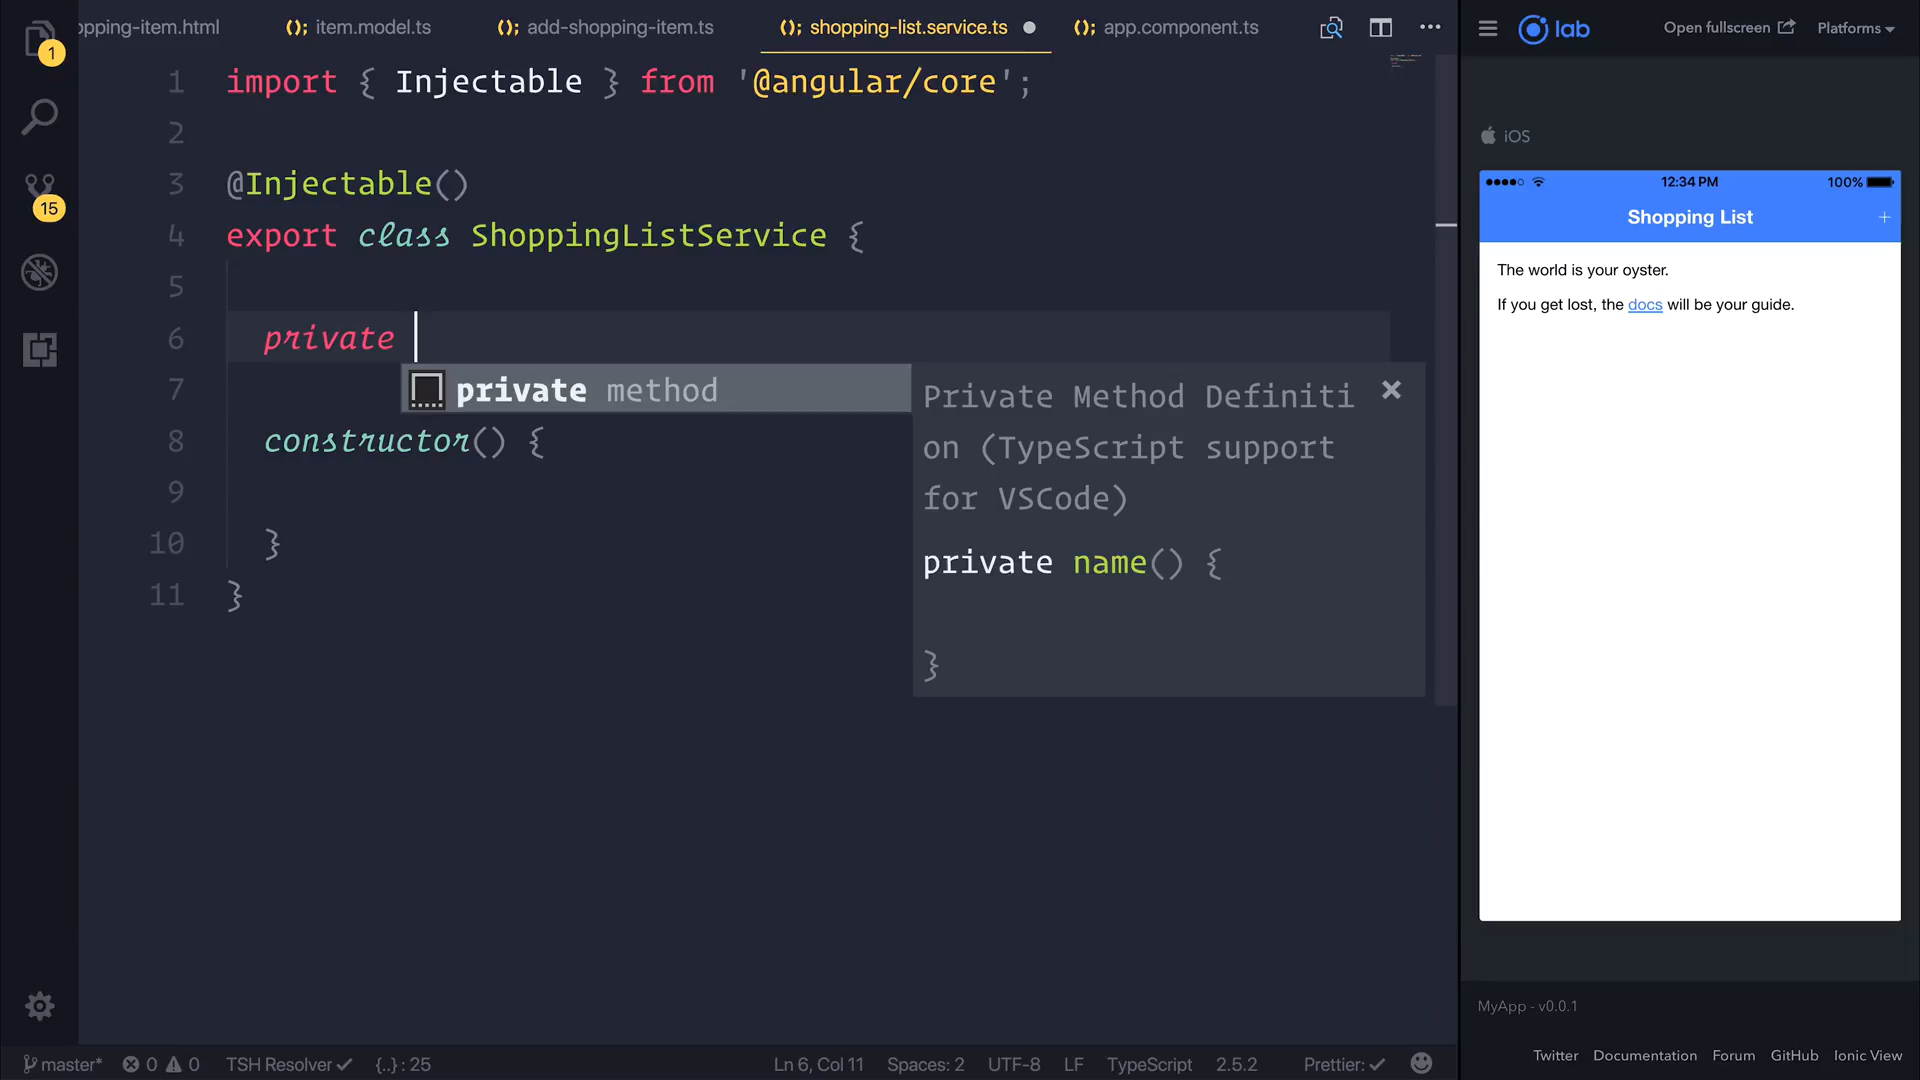 1
15
opping-item.html
item.model.ts
add-shopping-item.ts
shopping-list.service.ts
app.component.ts
1 import { Injectable } from '@angular/core';
2
3 @Injectable()
4 export class ShoppingListService {
5
6 private
7
8 constructor() {
9
10 }
11 }
private method
Private Method Definiti
on (TypeScript support
for VSCode)
private name() {
}
master* 0 0 TSH Resolver {..} : 25 Ln 6, Col 11 Spaces: 2 UTF-8 LF TypeScript 2.5.2 Prettier:
lab
Open fullscreen
Platforms
iOS
12:34 PM
100%
Shopping List
+
The world is your oyster.
If you get lost, the docs will be your guide.
MyApp - v0.0.1
Twitter Documentation Forum GitHub Ionic View